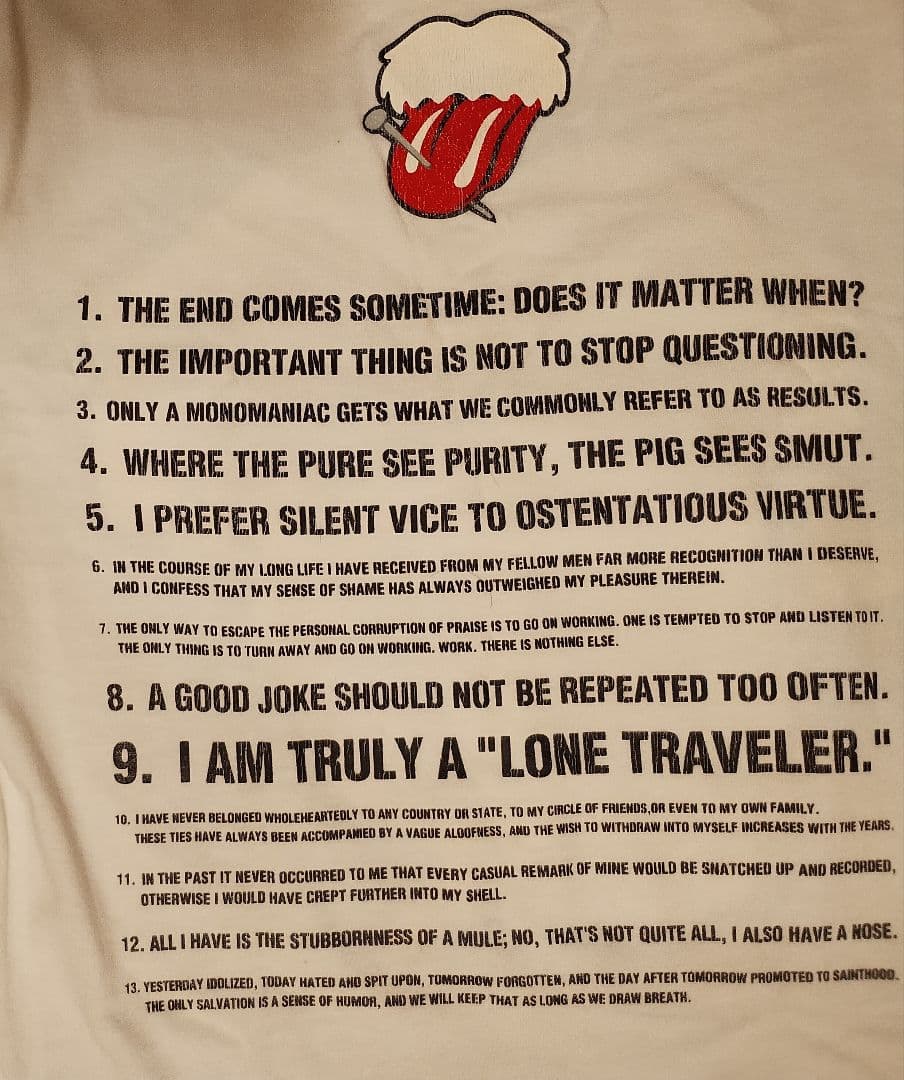 1. THE END COMES SOMETIME: DOES IT MATTER WHEN?
2. THE IMPORTANT THING IS NOT TO STOP QUESTIONING.
3. ONLY A MONOMANIAC GETS WHAT WE COMMONLY REFER TO AS RESULTS.
4. WHERE THE PURE SEE PURITY, THE PIG SEES SMUT.
5. I PREFER SILENT VICE TO OSTENTATIOUS VIRTUE.
6. IN THE COURSE OF MY LONG LIFE I HAVE RECEIVED FROM MY FELLOW MEN FAR MORE RECOGNITION THAN I DESERVE,
AND I CONFESS THAT MY SENSE OF SHAME HAS ALWAYS OUTWEIGHED MY PLEASURE THEREIN.
7. THE ONLY WAY TO ESCAPE THE PERSONAL CORRUPTION OF PRAISE IS TO GO ON WORKING. ONE IS TEMPTED TO STOP AND LISTEN TO IT.
THE ONLY THING IS TO TURN AWAY AND GO ON WORKING. WORK. THERE IS NOTHING ELSE.
8. A GOOD JOKE SHOULD NOT BE REPEATED TOO OFTEN.
9. I AM TRULY A "LONE TRAVELER."
10. I HAVE NEVER BELONGED WHOLEHEARTEDLY TO ANY COUNTRY OR STATE, TO MY CIRCLE OF FRIENDS,OR EVEN TO MY OWN FAMILY.
THESE TIES HAVE ALWAYS BEEN ACCOMPANIED BY A VAGUE ALOOFNESS, AND THE WISH TO WITHDRAW INTO MYSELF INCREASES WITH THE YEARS.
11. IN THE PAST IT NEVER OCCURRED TO ME THAT EVERY CASUAL REMARK OF MINE WOULD BE SNATCHED UP AND RECORDED,
OTHERWISE I WOULD HAVE CREPT FURTHER INTO MY SHELL.
12. ALL I HAVE IS THE STUBBORNNESS OF A MULE; NO, THAT'S NOT QUITE ALL, I ALSO HAVE A NOSE.
13. YESTERDAY IDOLIZED, TODAY HATED AND SPIT UPON, TOMORROW FORGOTTEN, AND THE DAY AFTER TOMORROW PROMOTED TO SAINTHOOD.
THE ONLY SALVATION IS A SENSE OF HUMOR, AND WE WILL KEEP THAT AS LONG AS WE DRAW BREATH.